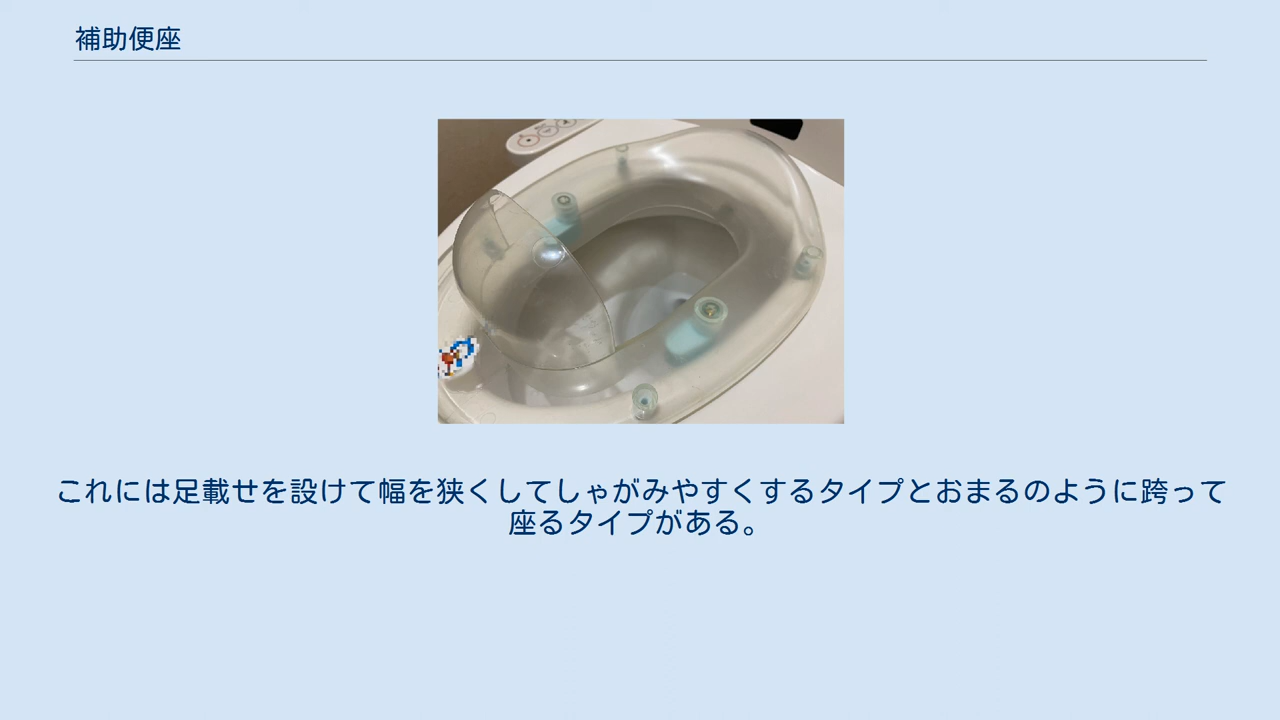 補助便座
これには足載せを設けて幅を狭くしてしゃがみやすくするタイプとおまるのように跨って
座るタイプがある。